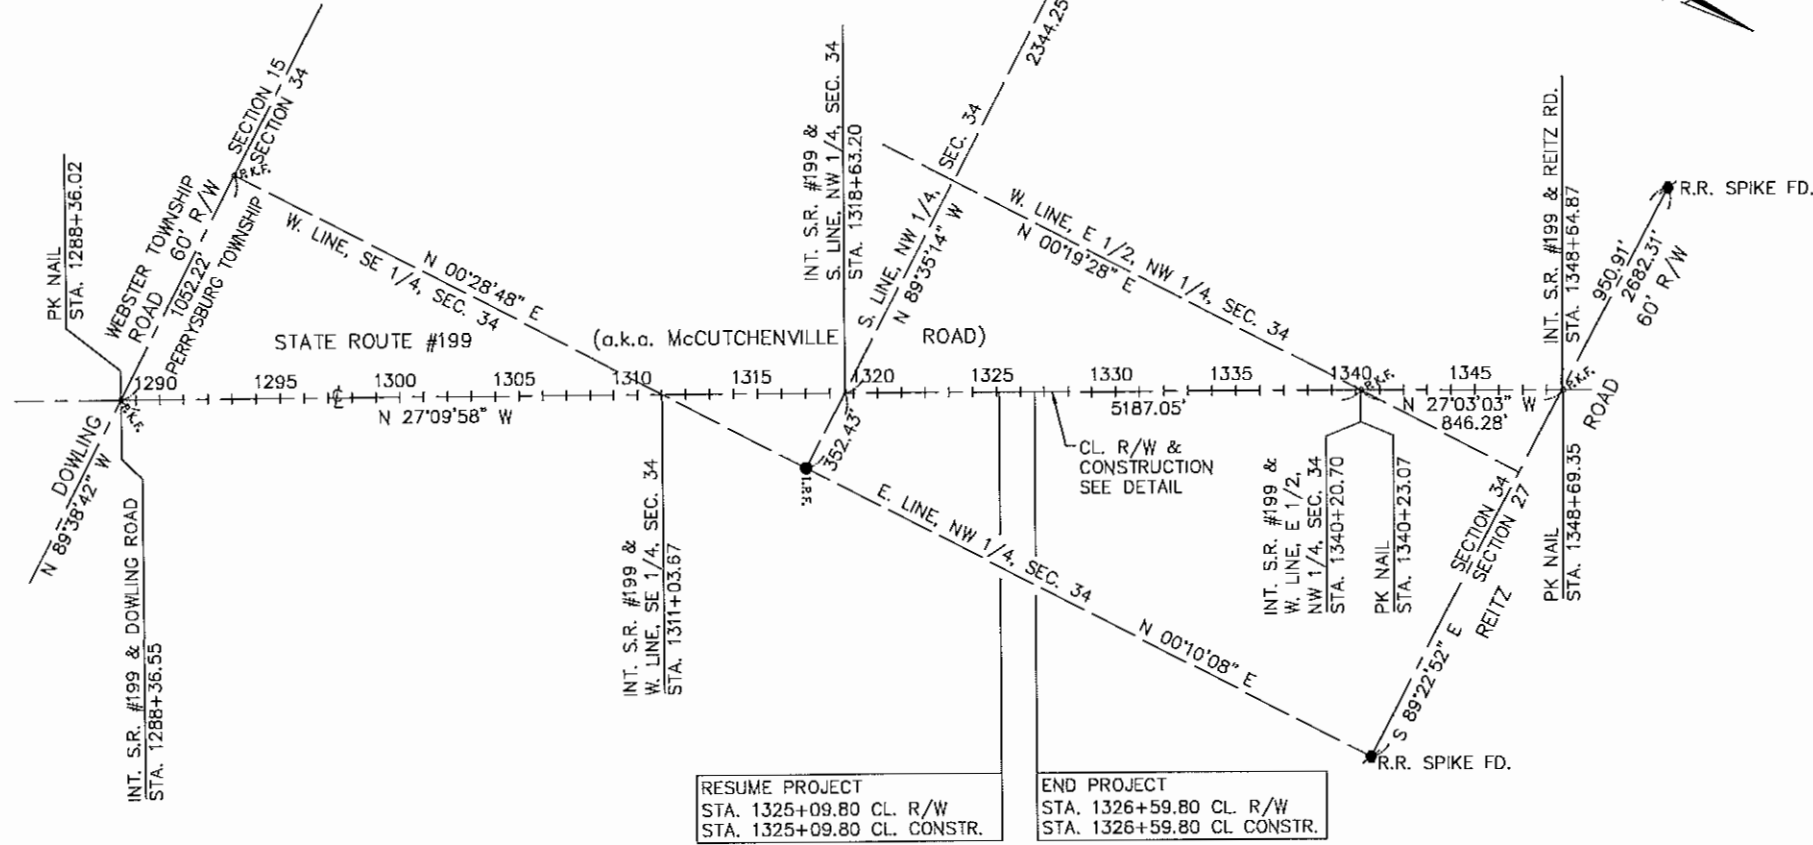 PK NAIL
STA. 1288+36.02
WEBSTER TOWNSHIP
ROAD 60' R/W
1052.22'
PERRYSBURG TOWNSHIP
SECTION 15
SECTION 34
P.K.F.
W. LINE, SE 1/4, SEC. 34
N 00°28'48" E
STATE ROUTE #199
(a.k.a. McCUTCHENVILLE
ROAD)
INT. S.R. #199 &
S. LINE, NW 1/4, SEC. 34
STA. 1318+63.20
S. LINE, NW 1/4, SEC. 34
N 89°35'14" W
2344.25
W. LINE, E 1/2, NW 1/4, SEC. 34
N 00°19'28" E
INT. S.R. #199 & REITZ RD.
STA. 1348+64.87
950.91'
2682.31'
60' R/W
R.R. SPIKE FD.
1290
1295
1300
1305
1310
1315
1320
1325
1330
1335
1340
1345
P.K.F.
P.K.F.
P.K.F.
N 27°09'58" W
5187.05'
N 27°03'03" W
846.28'
ROAD
DOWLING
N 89°38'42" W
INT. S.R. #199 & DOWLING ROAD
STA. 1288+36.55
INT. S.R. #199 &
W. LINE, SE 1/4, SEC. 34
STA. 1311+03.67
352.43'
I.P.F.
CL. R/W &
CONSTRUCTION
SEE DETAIL
E. LINE, NW 1/4, SEC. 34
N 00°10'08" E
INT. S.R. #199 &
W. LINE, E 1/2,
NW 1/4, SEC. 34
STA. 1340+20.70
PK NAIL
STA. 1340+23.07
SECTION 34
SECTION 27
REITZ
S 89°22'52" E
PK NAIL
STA. 1348+69.35
R.R. SPIKE FD.
RESUME PROJECT
STA. 1325+09.80 CL. R/W
STA. 1325+09.80 CL. CONSTR.
END PROJECT
STA. 1326+59.80 CL. R/W
STA. 1326+59.80 CL CONSTR.